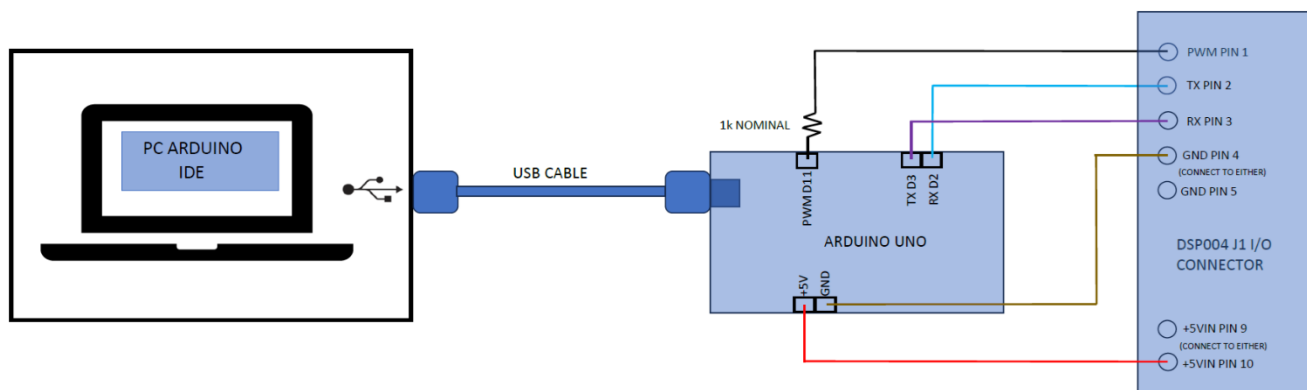 PC ARDUINO
IDE
USB CABLE
1k NOMINAL
PWM D11
TX D3
RX D2
ARDUINO UNO
+5V
GND
PWM PIN 1
TX PIN 2
RX PIN 3
GND PIN 4
(CONNECT TO EITHER)
GND PIN 5
DSP004 J1 I/O
CONNECTOR
+5VIN PIN 9
(CONNECT TO EITHER)
+5VIN PIN 10